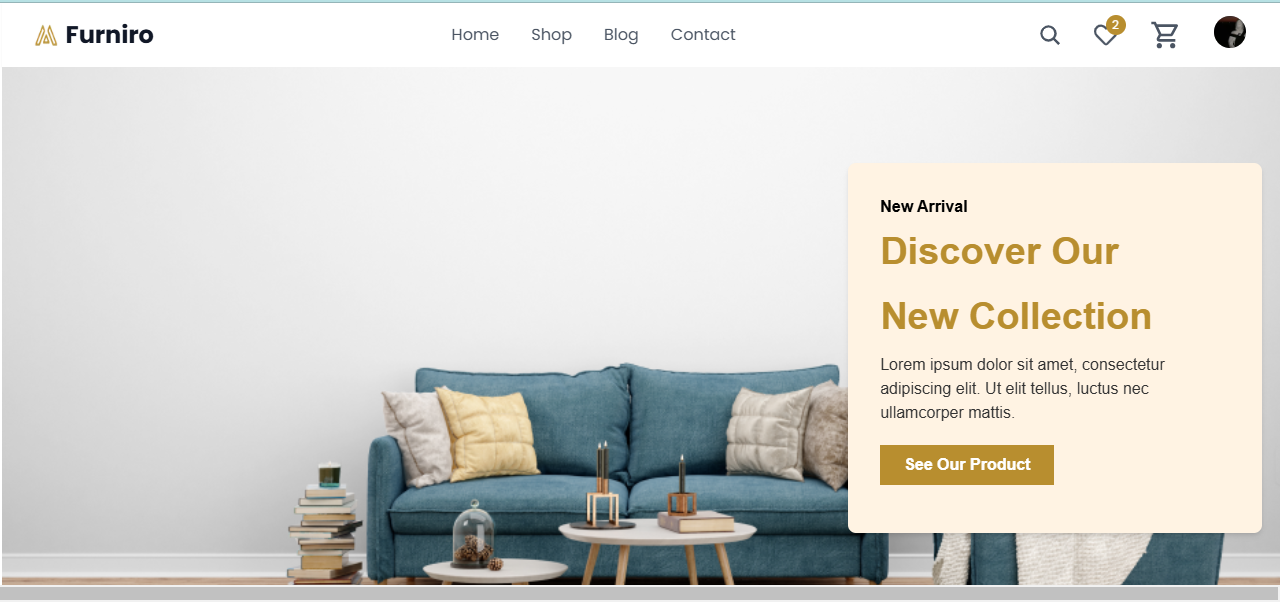 Furniro
Home Shop Blog Contact
2
New Arrival
Discover Our
New Collection
Lorem ipsum dolor sit amet, consectetur
adipiscing elit. Ut elit tellus, luctus nec
ullamcorper mattis.
See Our Product